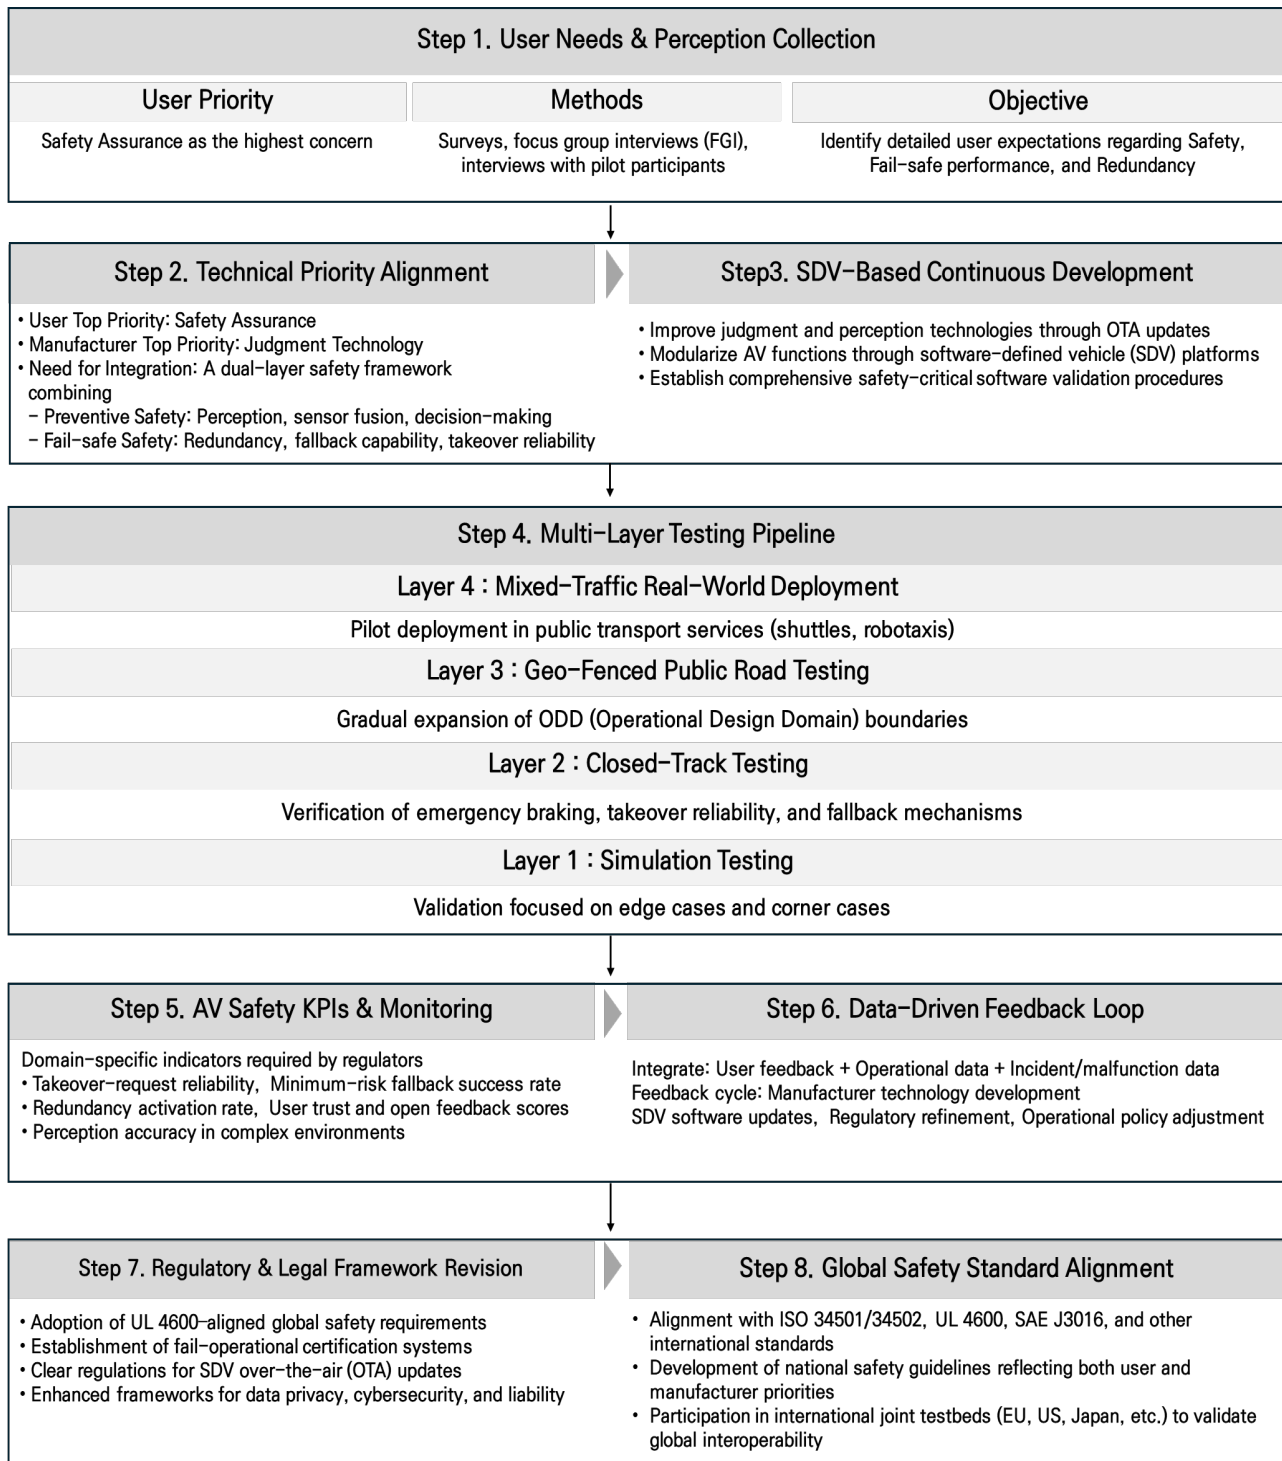 Step 1. User Needs & Perception Collection
User Priority
Safety Assurance as the highest concern
Methods
Surveys, focus group interviews (FGI),
interviews with pilot participants
Objective
Identify detailed user expectations regarding Safety,
Fail-safe performance, and Redundancy
Step 2. Technical Priority Alignment
• User Top Priority: Safety Assurance
• Manufacturer Top Priority: Judgment Technology
• Need for Integration: A dual-layer safety framework
combining
- Preventive Safety: Perception, sensor fusion, decision-making
- Fail-safe Safety: Redundancy, fallback capability, takeover reliability
Step3. SDV-Based Continuous Development
• Improve judgment and perception technologies through OTA updates
• Modularize AV functions through software-defined vehicle (SDV) platforms
• Establish comprehensive safety-critical software validation procedures
Step 4. Multi-Layer Testing Pipeline
Layer 4 : Mixed-Traffic Real-World Deployment
Pilot deployment in public transport services (shuttles, robotaxis)
Layer 3 : Geo-Fenced Public Road Testing
Gradual expansion of ODD (Operational Design Domain) boundaries
Layer 2 : Closed-Track Testing
Verification of emergency braking, takeover reliability, and fallback mechanisms
Layer 1 : Simulation Testing
Validation focused on edge cases and corner cases
Step 5. AV Safety KPIs & Monitoring
Domain-specific indicators required by regulators
• Takeover-request reliability, Minimum-risk fallback success rate
• Redundancy activation rate, User trust and open feedback scores
• Perception accuracy in complex environments
Step 6. Data-Driven Feedback Loop
Integrate: User feedback + Operational data + Incident/malfunction data
Feedback cycle: Manufacturer technology development
SDV software updates, Regulatory refinement, Operational policy adjustment
Step 7. Regulatory & Legal Framework Revision
• Adoption of UL 4600-aligned global safety requirements
• Establishment of fail-operational certification systems
• Clear regulations for SDV over-the-air (OTA) updates
• Enhanced frameworks for data privacy, cybersecurity, and liability
Step 8. Global Safety Standard Alignment
• Alignment with ISO 34501/34502, UL 4600, SAE J3016, and other
international standards
• Development of national safety guidelines reflecting both user and
manufacturer priorities
• Participation in international joint testbeds (EU, US, Japan, etc.) to validate
global interoperability